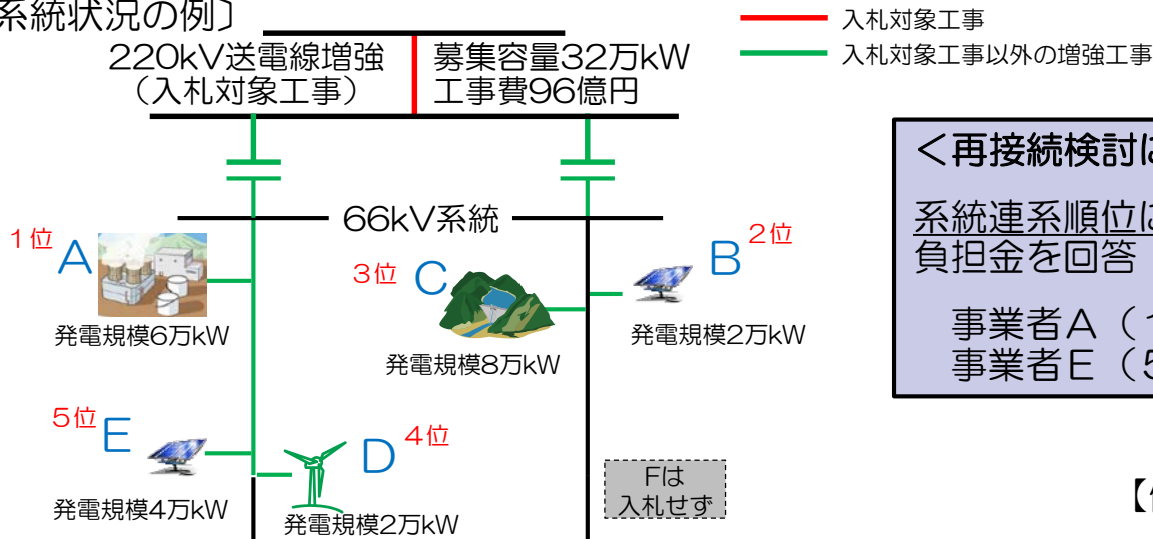 系統状況の例〕
入札対象工事
入札対象工事以外の増強工事
220kV送電線増強
（入札対象工事）
募集容量32万kW
工事費96億円
＜再接続検討に
系統連系順位に
負担金を回答
事業者A（1
事業者E（5
66kV系統
1位
A
発電規模6万kW
3位
C
発電規模8万kW
B
2位
発電規模2万kW
5位
E
発電規模4万kW
D
4位
発電規模2万kW
Fは
入札せず